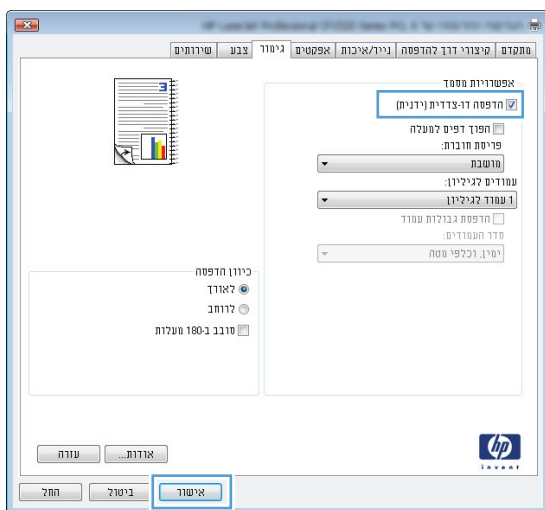 מתקדם קיצורי דרך להדפסה נייר/איכות אפקטים גימור צבע שירותים
אפשרויות מסמך
הדפסה דו-צדדית (ידנית)
הפוך דפים למעלה
פריסת חוברת:
מושבת
עמודים לגיליון:
1 עמוד לגיליון
הדפסת גבולות עמוד
סדר העמודים:
ימין, וכלפי מטה
3
כיוון הדפסה
לאורך
לרוחב
סובב ב-180 מעלות
hp
invent
אודות... עזרה
אישור ביטול החל